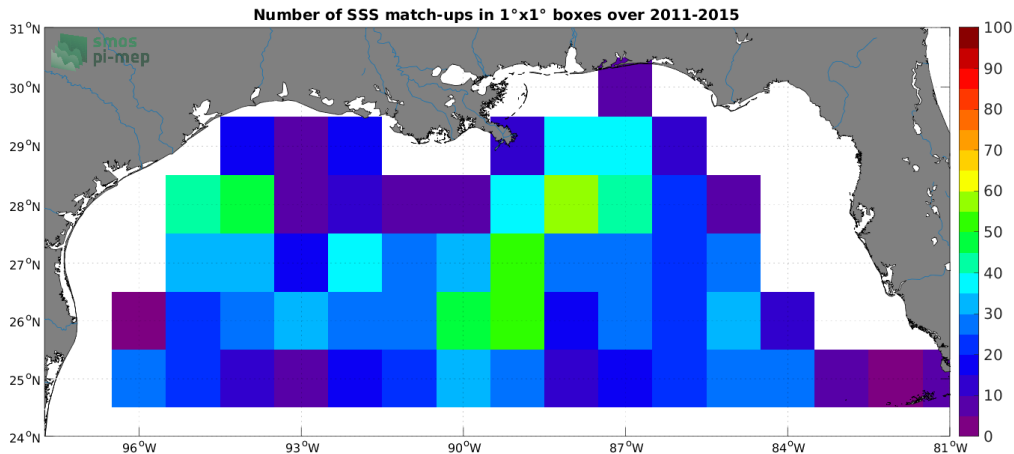 Number of SSS match-ups in 1°x1° boxes over 2011-2015
smos
pi-mep
31°N
30°N
29°N
28°N
27°N
26°N
25°N
24°N
96°W
93°W
90°W
87°W
84°W
81°W
100
90
80
70
60
50
40
30
20
10
0